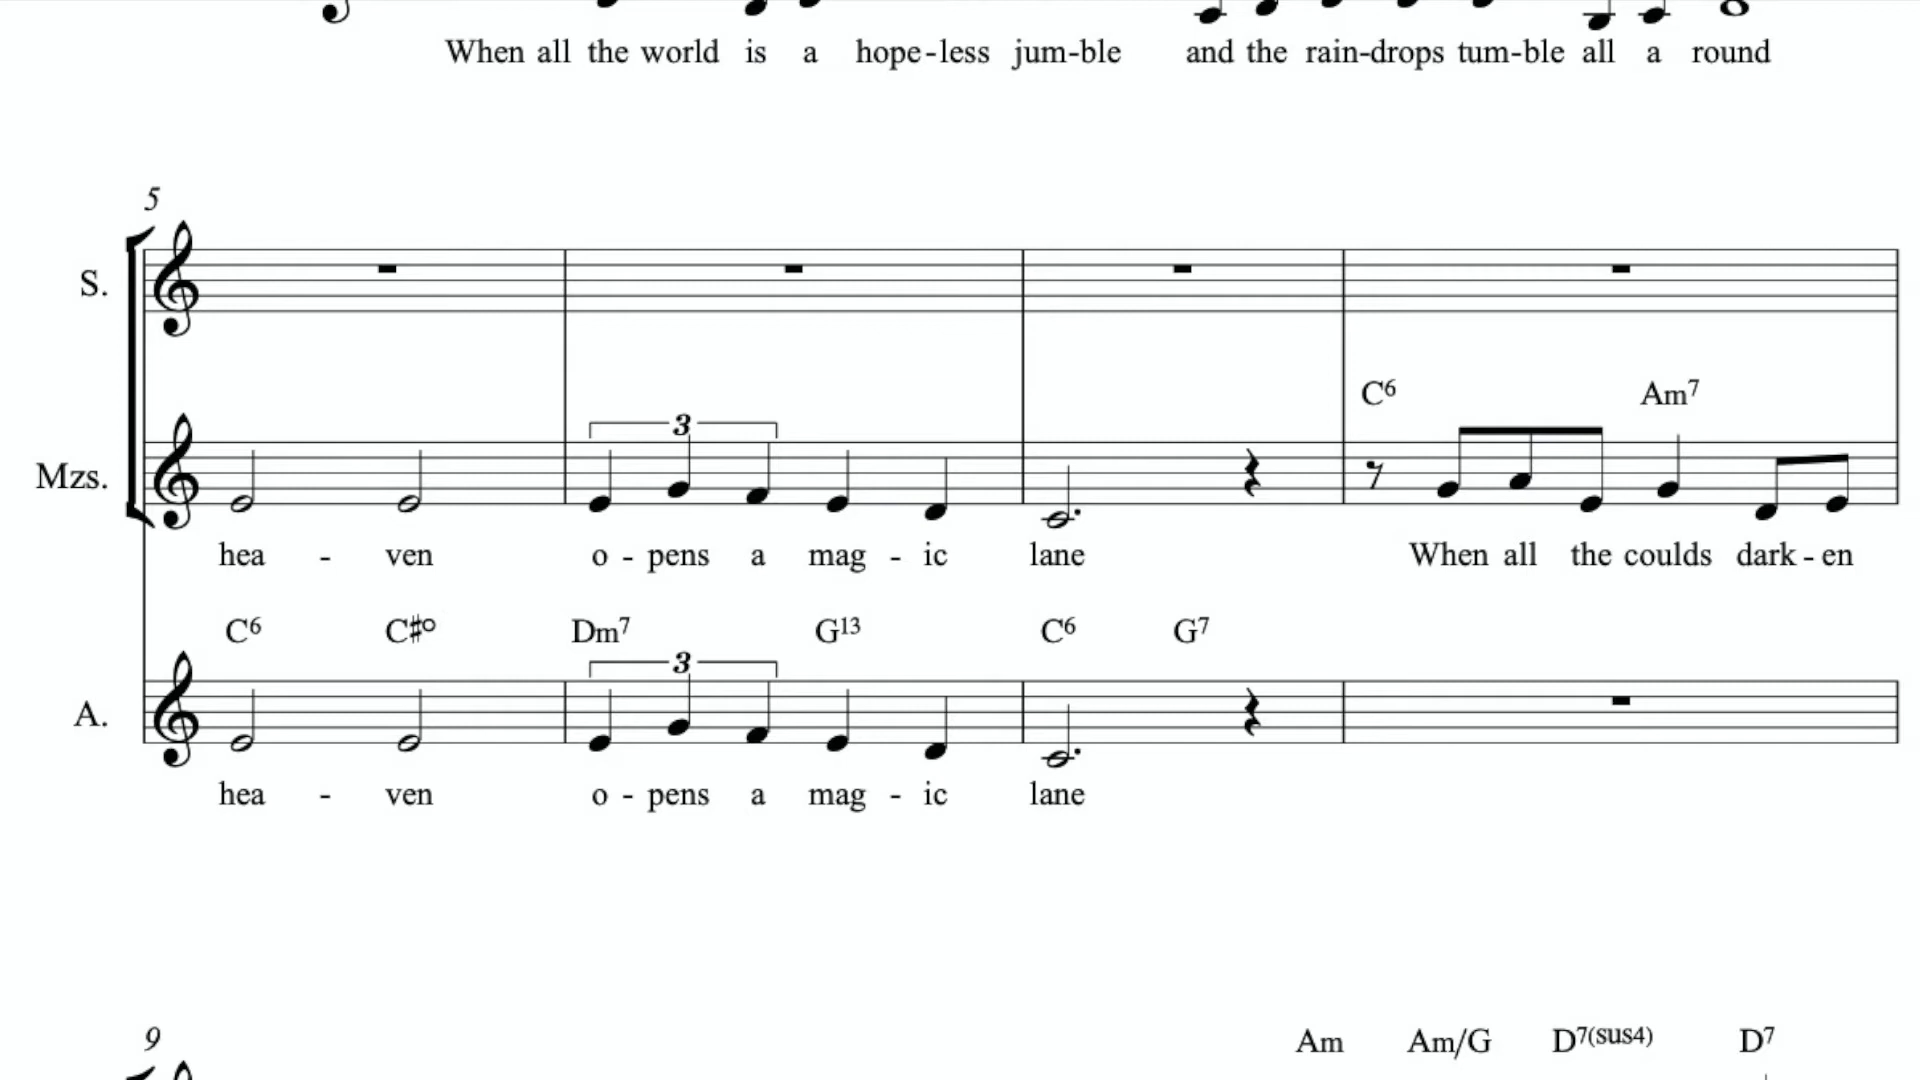 When all the world is a hope-less jum-ble and the rain-drops tum-ble all a round
5
S.
C6 Am7
3
Mzs.
hea - ven o - pens a mag - ic lane When all the coulds dark - en
C6 C♯o Dm7 G13 C6 G7
3
A.
hea - ven o - pens a mag - ic lane
9
Am Am/G D7(sus4) D7